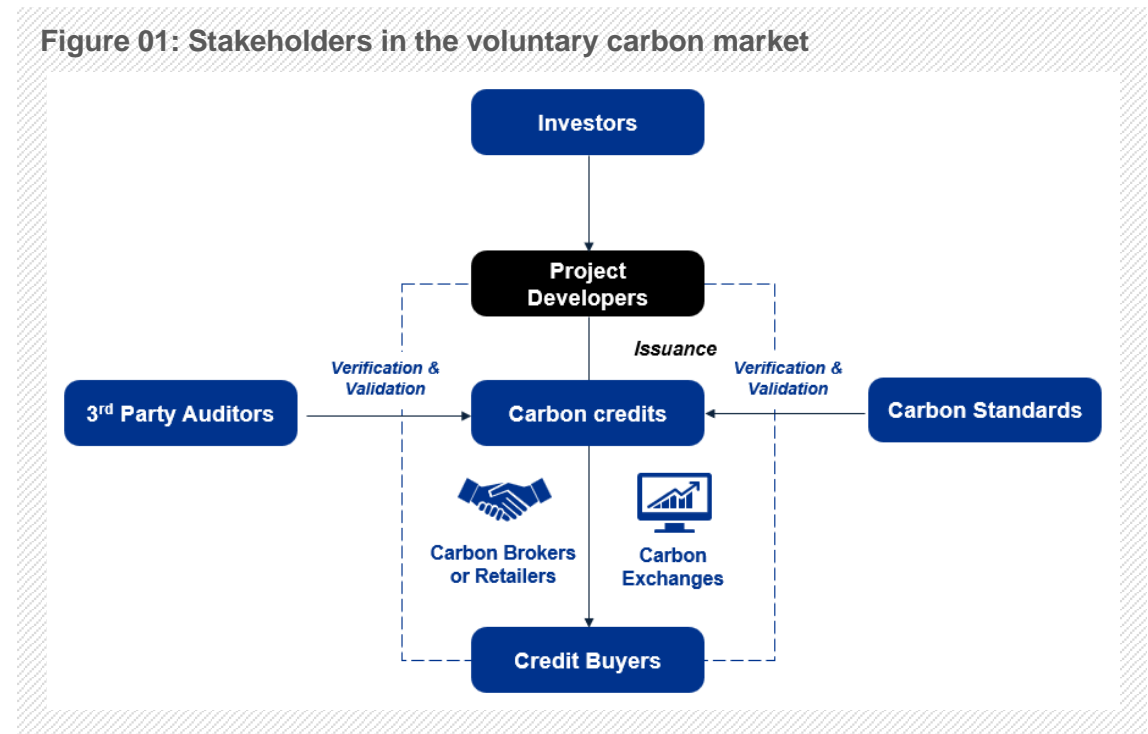 Figure 01: Stakeholders in the voluntary carbon market
Investors
Project
Developers
Issuance
Verification &
Validation
Verification &
Validation
3rd Party Auditors
Carbon credits
Carbon Standards
Carbon Brokers
or Retailers
Carbon
Exchanges
Credit Buyers